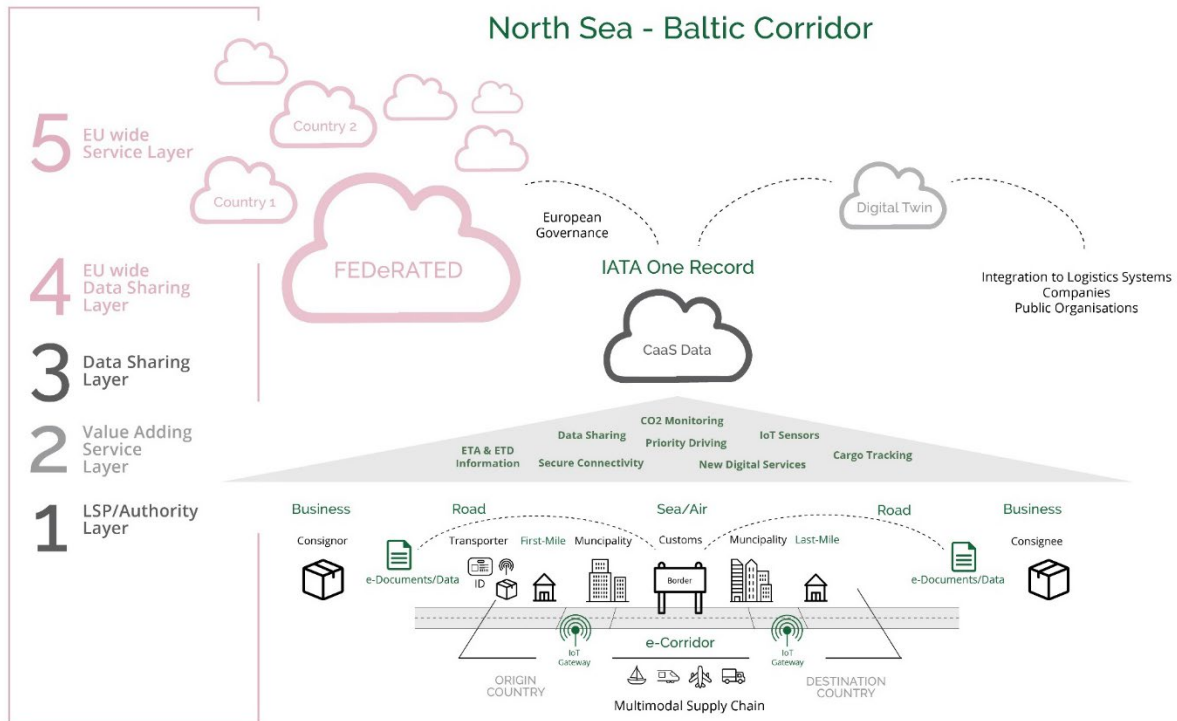 North Sea - Baltic Corridor
5
EU wide
Service Layer
Country 2
Country 1
FEDeRATED
European
Governance
Digital Twin
4
EU wide
Data Sharing
Layer
IATA One Record
Integration to Logistics Systems
Companies
Public Organisations
3
Data Sharing
Layer
CaaS Data
2
Value Adding
Service
Layer
CO2 Monitoring
Data Sharing
IoT Sensors
Priority Driving
ETA & ETD
Information
Secure Connectivity
New Digital Services
Cargo Tracking
1
LSP/Authority
Layer
Business
Road
Sea/Air
Road
Business
Consignor
Transporter
First-Mile
Muncipality
Customs
Muncipality
Last-Mile
Consignee
ID
Border
e-Documents/Data
e-Documents/Data
IoT
Gateway
e-Corridor
IoT
Gateway
ORIGIN
COUNTRY
DESTINATION
COUNTRY
Multimodal Supply Chain